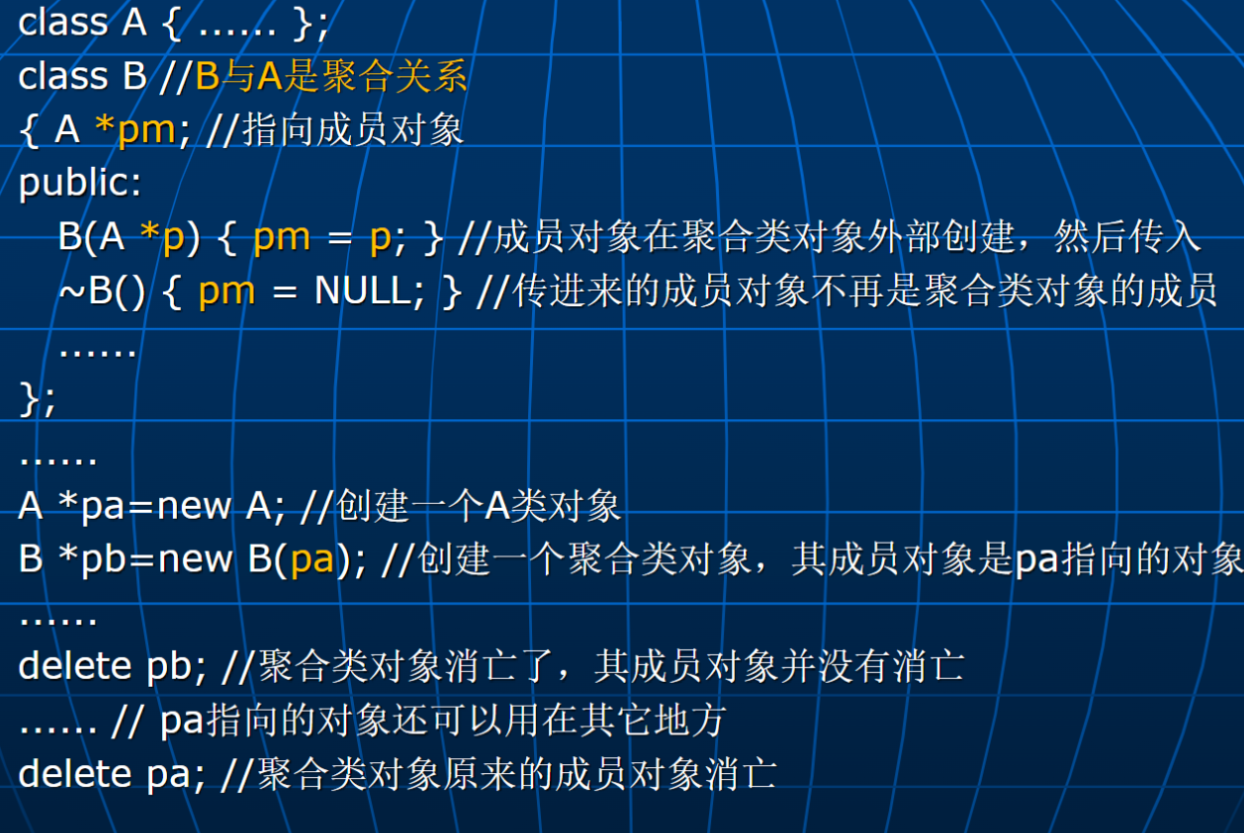 class A { ...... };
class B //B与A是聚合关系
{ A *pm; //指向成员对象
public:
B(A *p) { pm = p; } //成员对象在聚合类对象外部创建，然后传入
~B() { pm = NULL; } //传进来的成员对象不再是聚合类对象的成员
......
};
......
A *pa=new A; //创建一个A类对象
B *pb=new B(pa); //创建一个聚合类对象，其成员对象是pa指向的对象
......
delete pb; //聚合类对象消亡了，其成员对象并没有消亡
...... // pa指向的对象还可以用在其它地方
delete pa; //聚合类对象原来的成员对象消亡